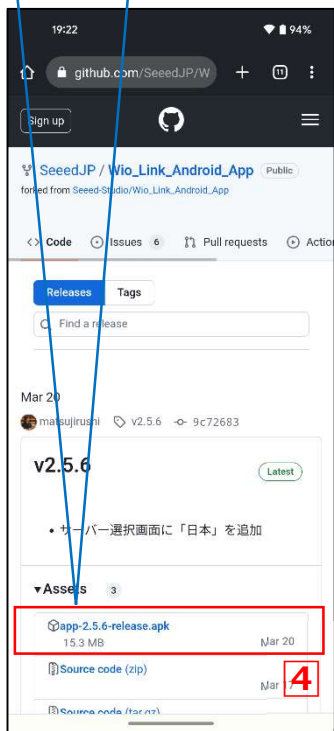 19:22
94%
github.com/SeeedJP/W
11
Sign up
SeeedJP / Wio_Link_Android_App Public
forked from Seeed-Studio/Wio_Link_Android_App
Code Issues 6 Pull requests Action
Releases Tags
Find a release
Mar 20
matsujirushi v2.5.6 9c72683
v2.5.6
Latest
• サーバー選択画面に「日本」を追加
▾Assets 3
app-2.5.6-release.apk
15.3 MB
Mar 20
Source code (zip)
Mar
4
Source code (tar.gz)